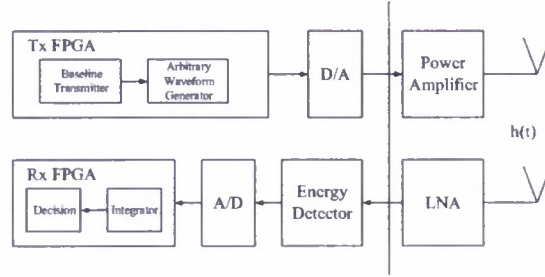 Tx FPGA
Baseline
Transmitter
Arbitrary
Waveform
Generator
D/A
Power
Amplifier
h(t)
Rx FPGA
Decision
Integrator
A/D
Energy
Detector
LNA